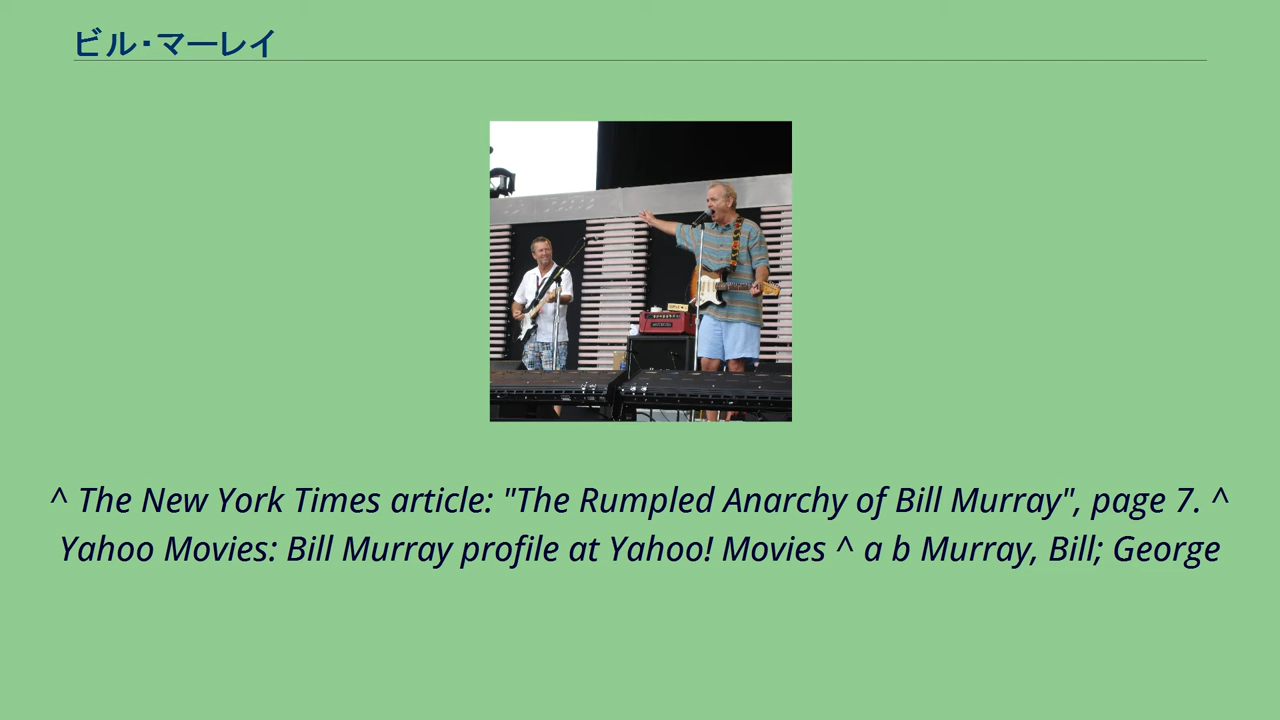 ビル・マーレイ
^ The New York Times article: "The Rumpled Anarchy of Bill Murray", page 7. ^
Yahoo Movies: Bill Murray profile at Yahoo! Movies ^ a b Murray, Bill; George